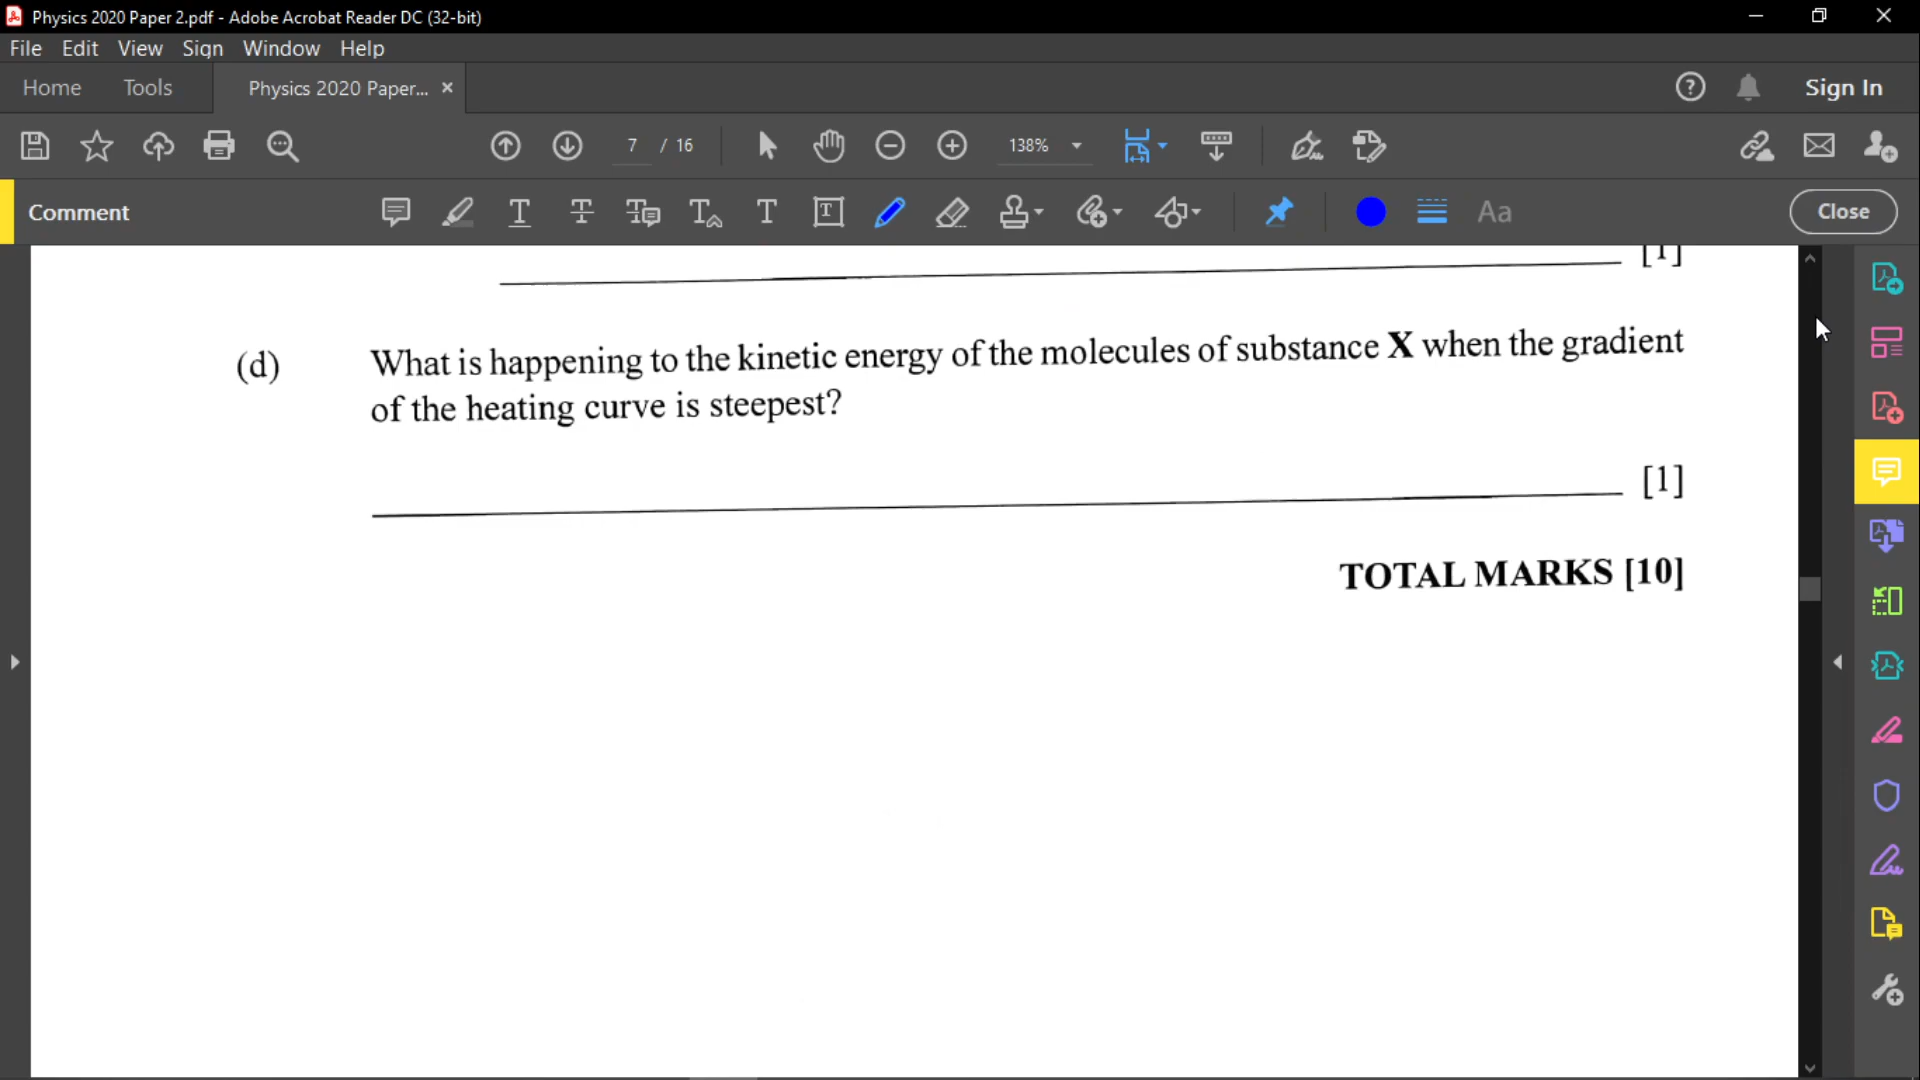 Physics 2020 Paper 2.pdf - Adobe Acrobat Reader DC (32-bit)
File Edit View Sign Window Help
Home Tools Physics 2020 Paper... × Sign In
7 / 16 138%
Comment Aa Close
[1]
(d) What is happening to the kinetic energy of the molecules of substance X when the gradient
of the heating curve is steepest?
[1]
TOTAL MARKS [10]